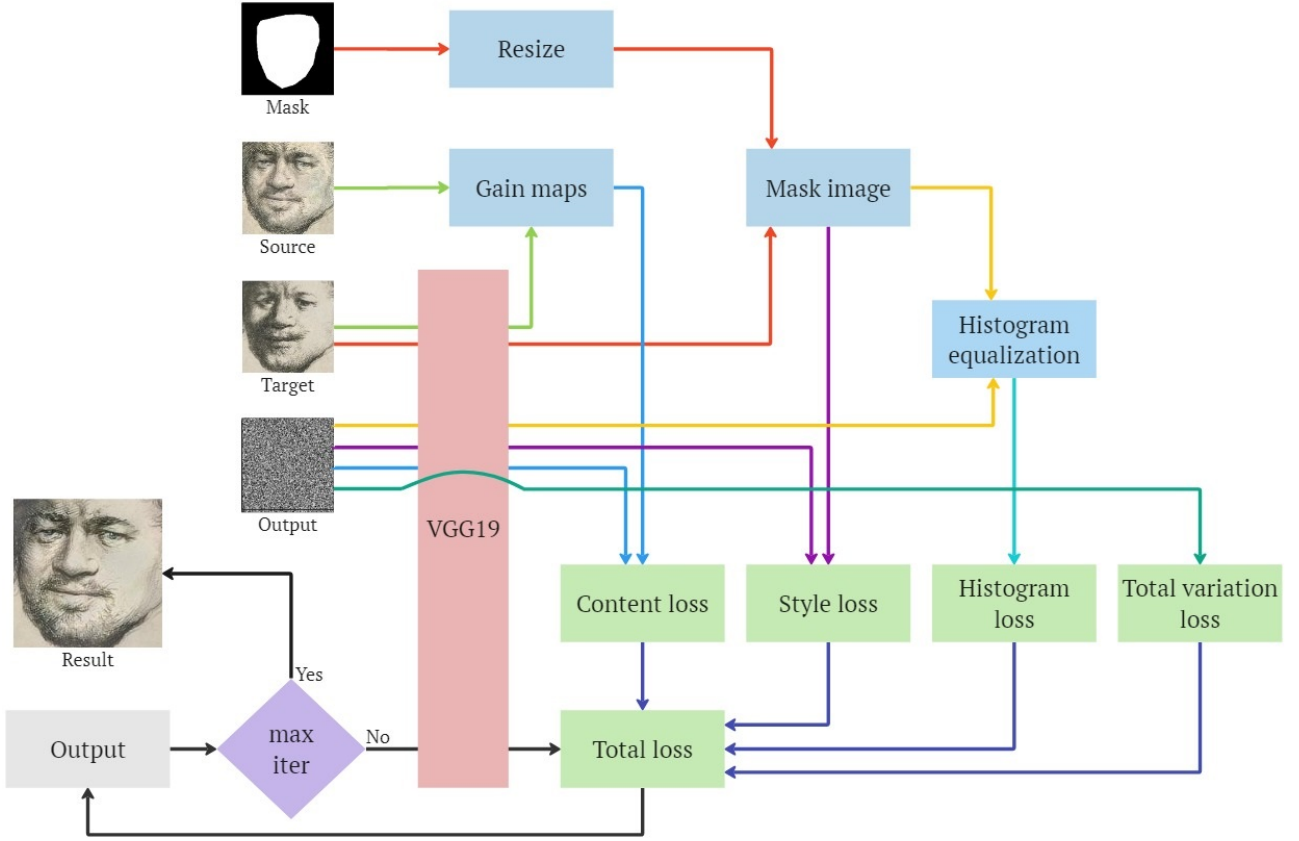 Mask
Resize
Source
Gain maps
Mask image
Target
Histogram
equalization
Output
VGG19
Result
Content loss
Style loss
Histogram
loss
Total variation
loss
Yes
Output
max
iter
No
Total loss